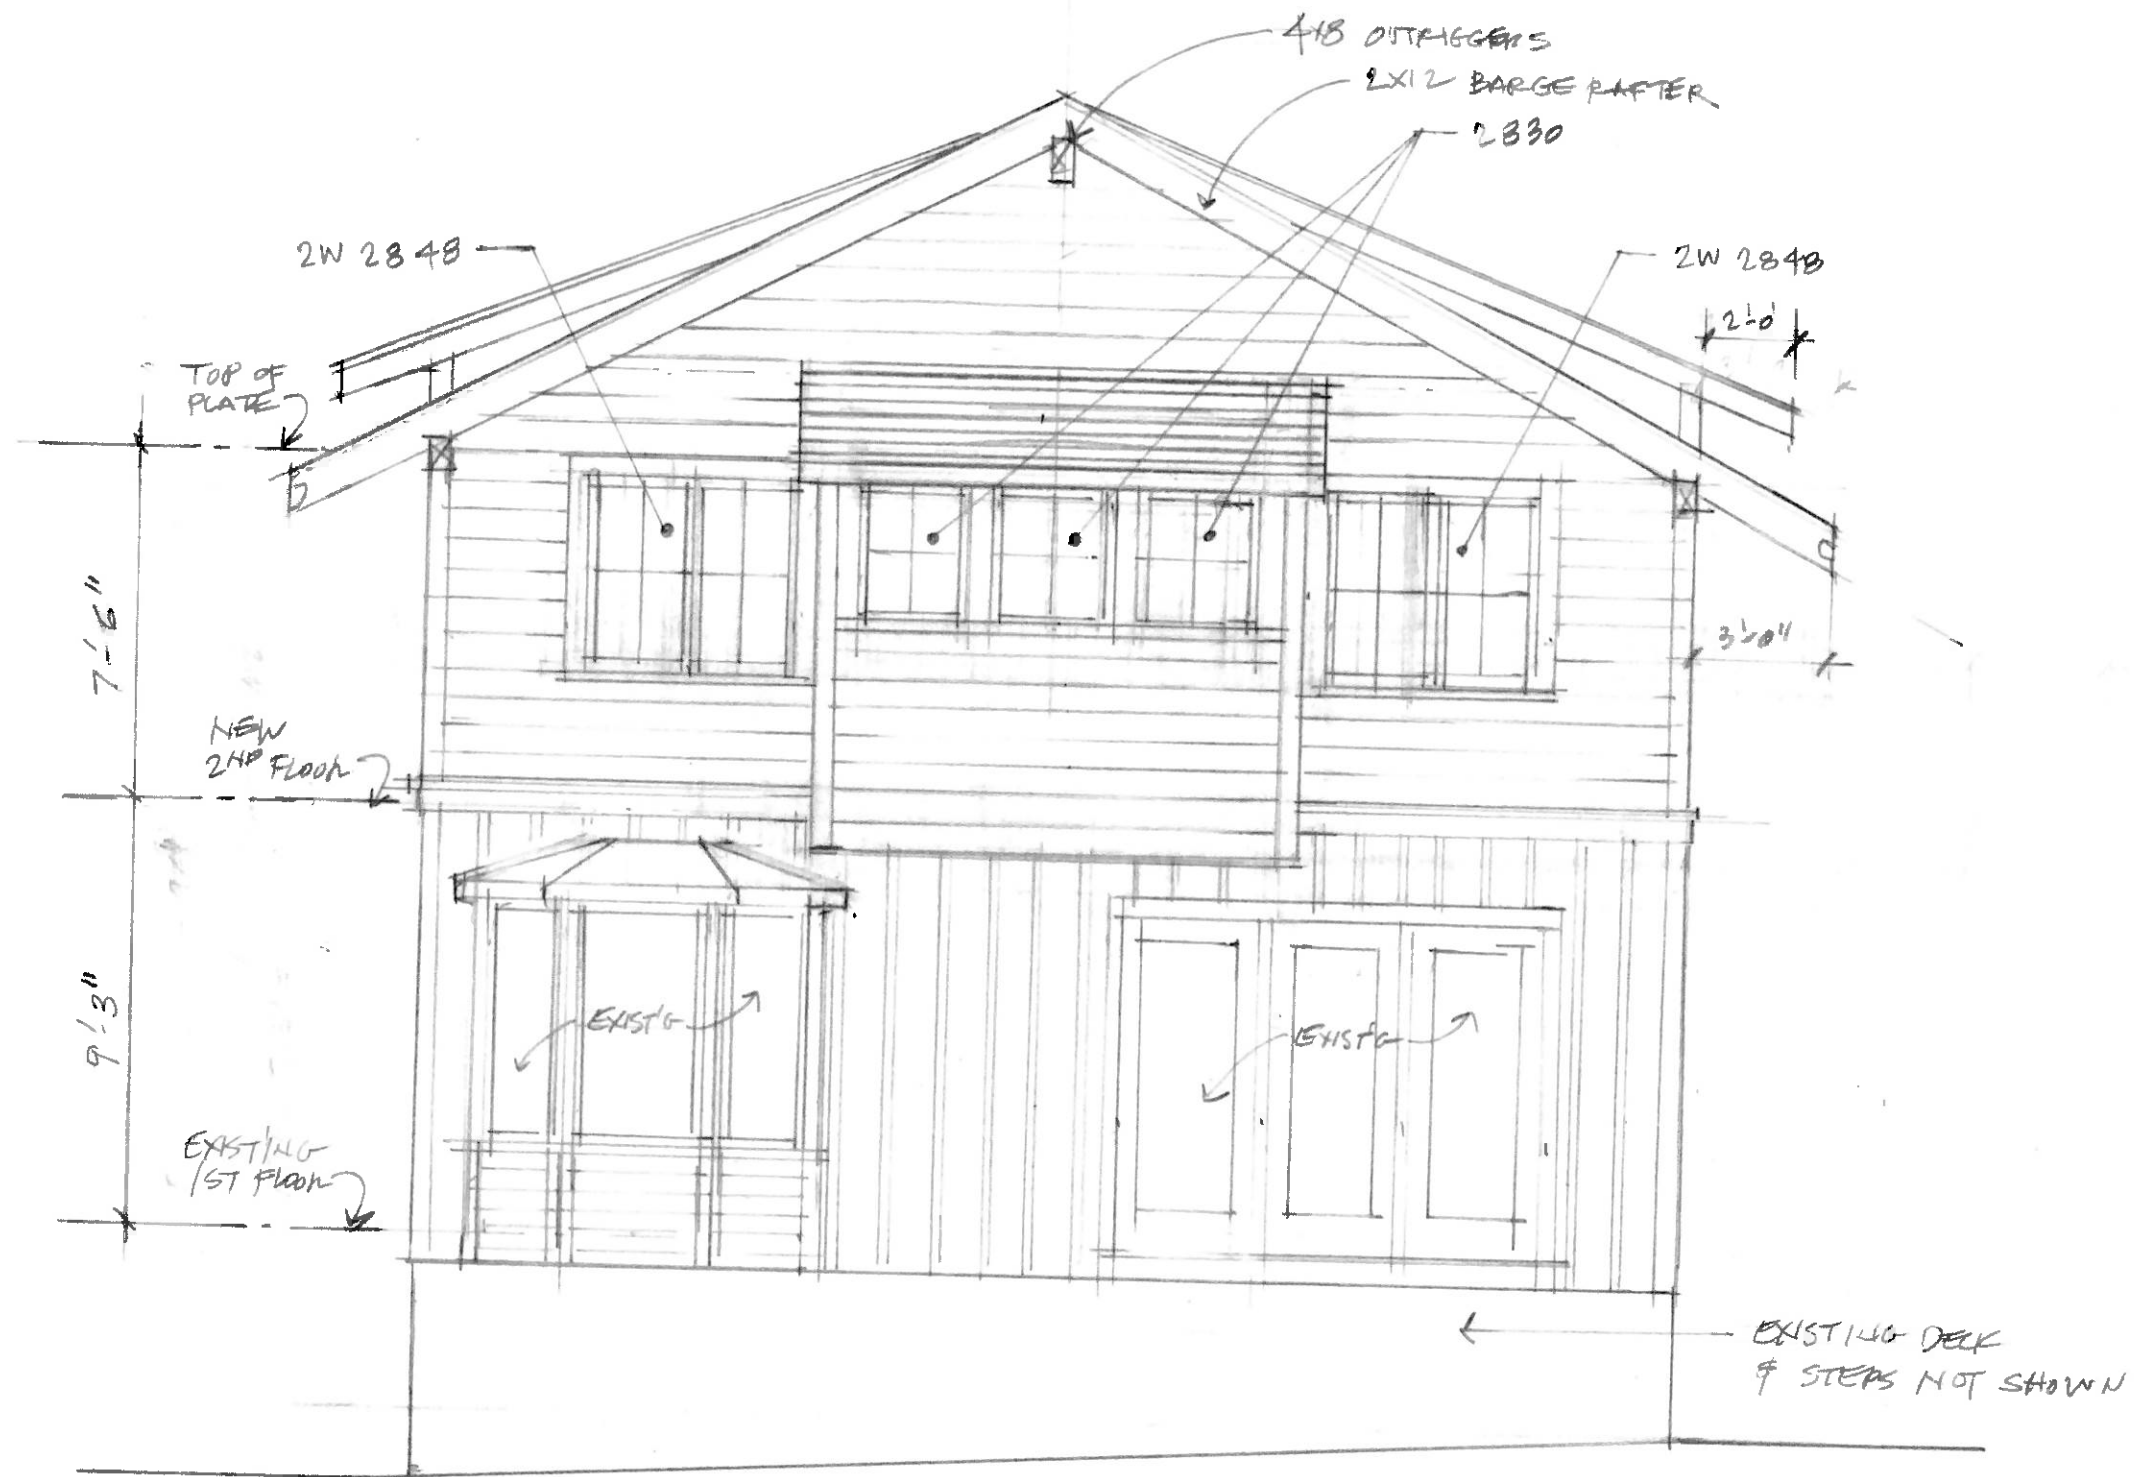 4x8 OUTRIGGERS
2X12 BARGE RAFTER
2830
2W 2848
2W 2848
2'-0"
TOP OF
PLATE
7'-6"
3'-0"
NEW
2ND FLOOR
9'-3"
EXIST'G
EXIST'G
EXISTING
1ST FLOOR
EXISTING DECK
& STEPS NOT SHOWN